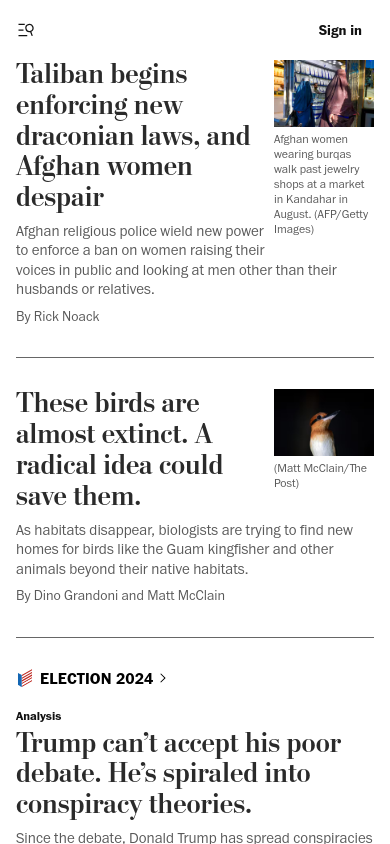 Sign in
Taliban begins
enforcing new
draconian laws, and
Afghan women
despair
Afghan women
wearing burqas
walk past jewelry
shops at a market
in Kandahar in
August. (AFP/Getty
Images)
Afghan religious police wield new power
to enforce a ban on women raising their
voices in public and looking at men other than their
husbands or relatives.
By Rick Noack
These birds are
almost extinct. A
radical idea could
save them.
(Matt McClain/The
Post)
As habitats disappear, biologists are trying to find new
homes for birds like the Guam kingfisher and other
animals beyond their native habitats.
By Dino Grandoni and Matt McClain
ELECTION 2024
Analysis
Trump can’t accept his poor
debate. He’s spiraled into
conspiracy theories.
Since the debate, Donald Trump has spread conspiracies